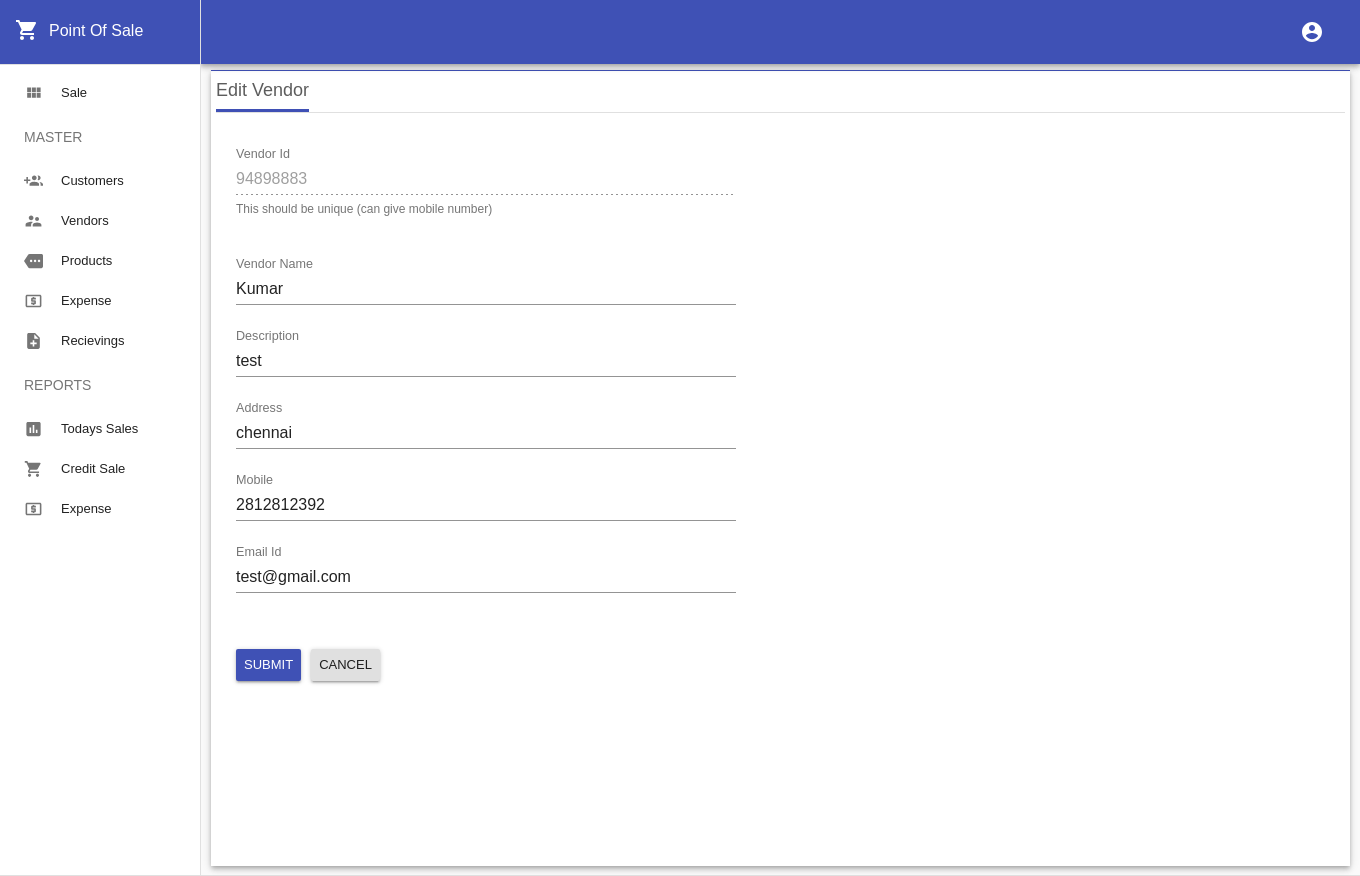 Point Of Sale
Sale
MASTER
Customers
Vendors
Products
Expense
Recievings
REPORTS
Todays Sales
Credit Sale
Expense
Edit Vendor
Vendor Id
94898883
This should be unique (can give mobile number)
Vendor Name
Kumar
Description
test
Address
chennai
Mobile
2812812392
Email Id
test@gmail.com
SUBMIT CANCEL